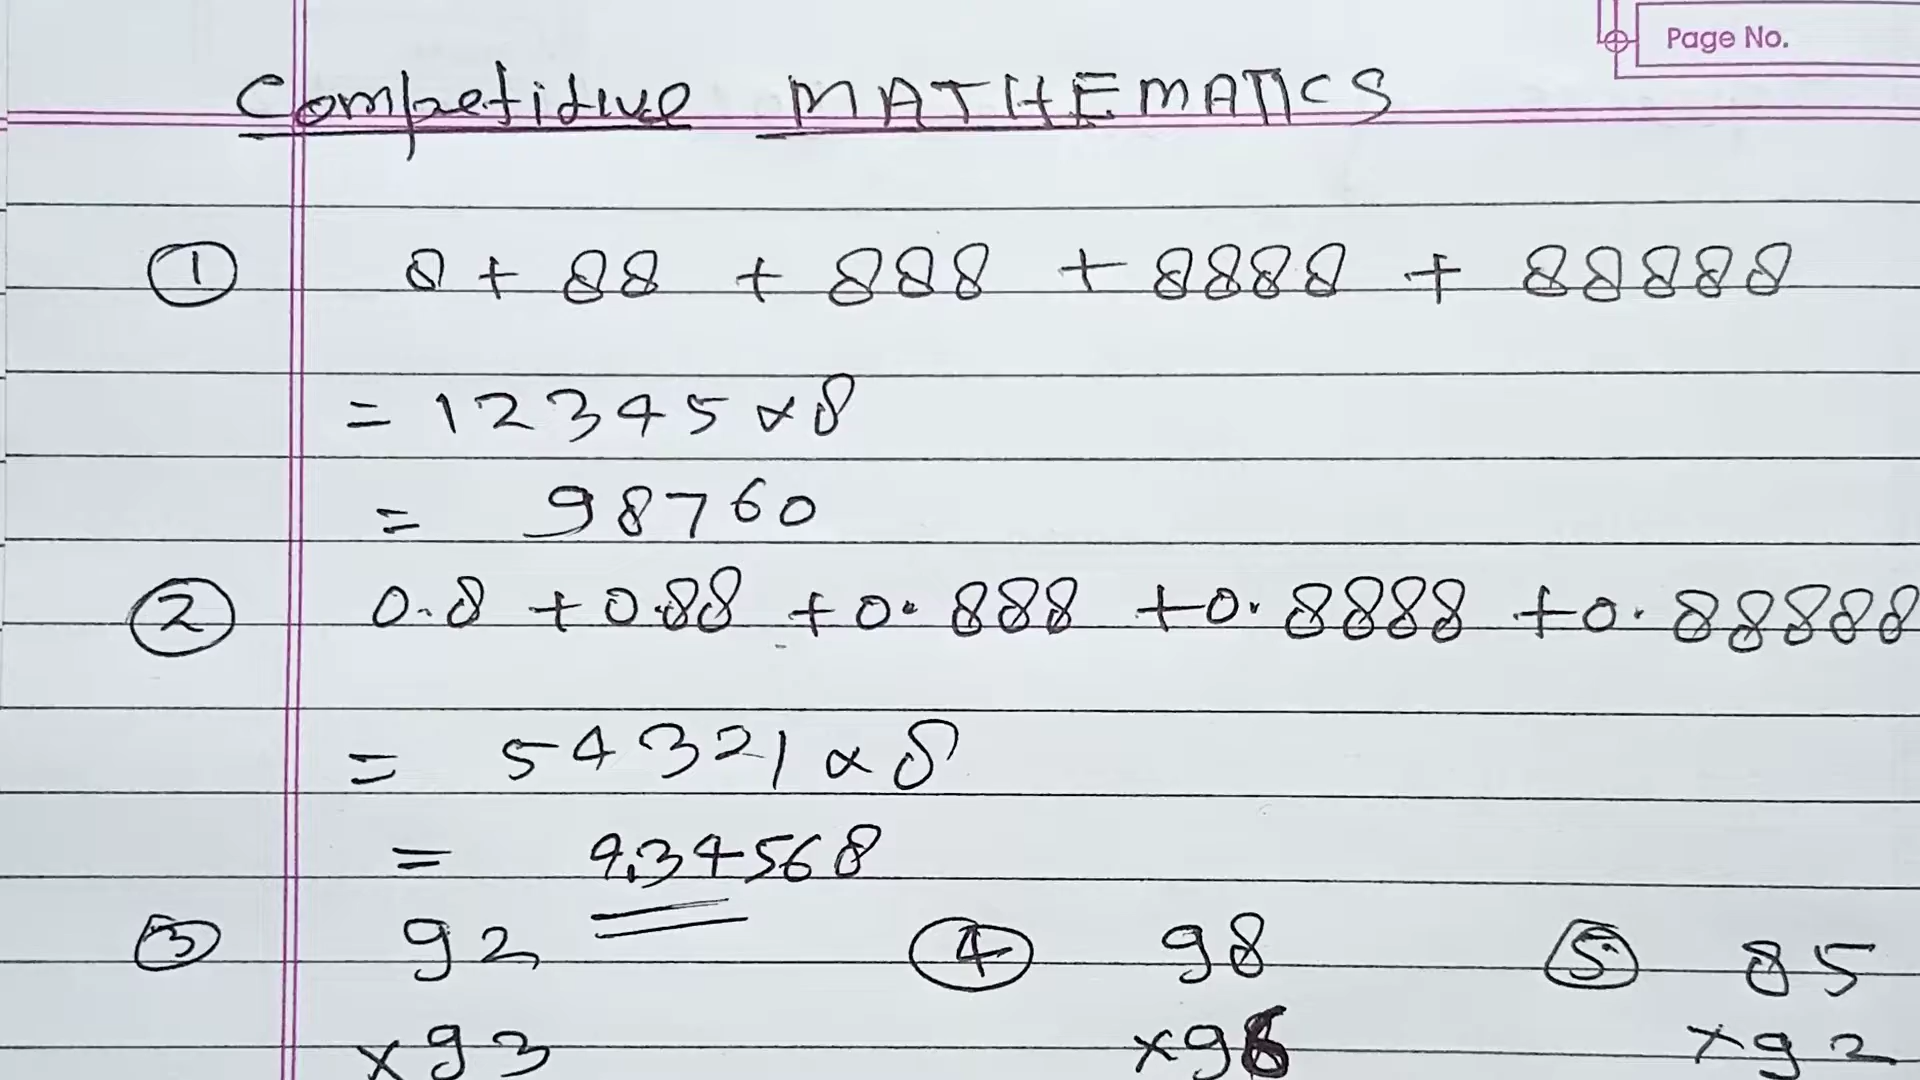 Page No.
Competitive MATHEMATICS
① 8 + 88 + 888 + 8888 + 88888
= 12345 x 8
= 98760
② 0.8 + 0.88 + 0.888 + 0.8888 + 0.88888
= 54321 x 8
= 9.34568
③ 92 ④ 98 ⑤ 85
x 93 x 96 x 92